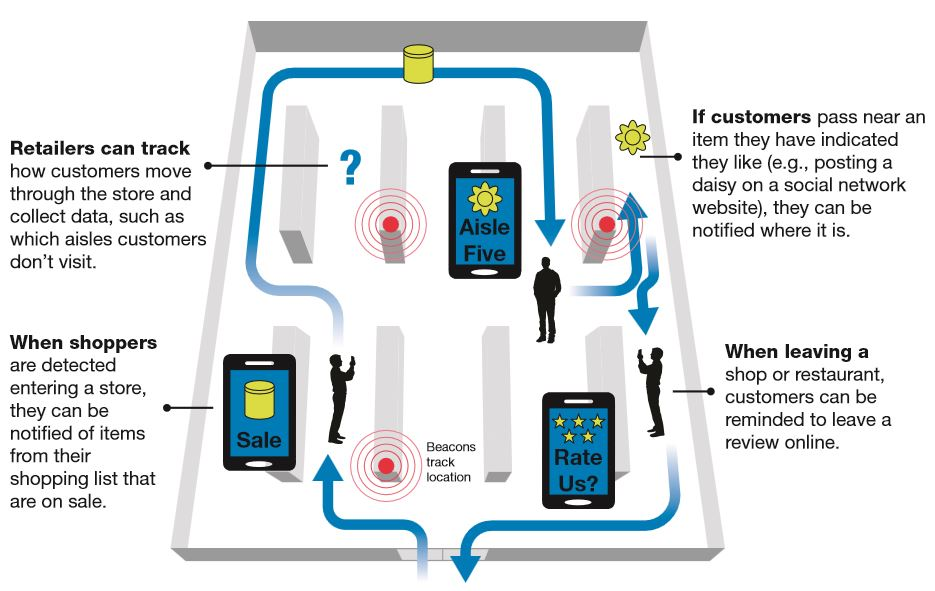 Retailers can track
how customers move
through the store and
collect data, such as
which aisles customers
don't visit.
?
If customers pass near an
item they have indicated
they like (e.g., posting a
daisy on a social network
website), they can be
notified where it is.
Aisle
Five
When shoppers
are detected
entering a store,
they can be
notified of items
from their
shopping list that
are on sale.
Sale
Beacons
track
location
Rate
Us?
When leaving a
shop or restaurant,
customers can be
reminded to leave a
review online.